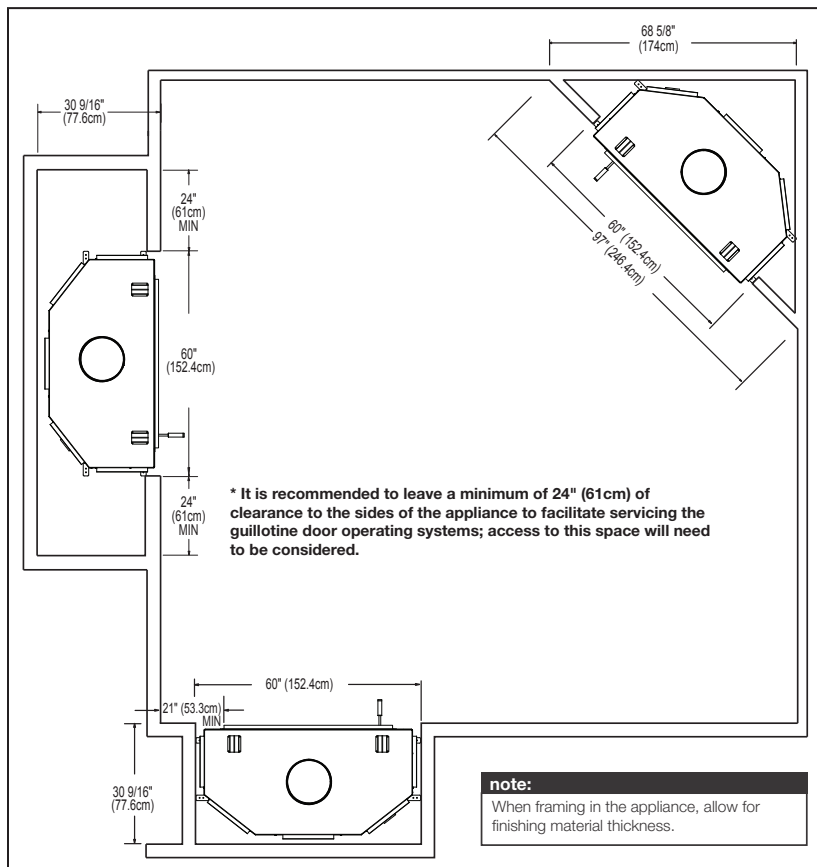 68 5/8"
(174cm)
30 9/16"
(77.6cm)
24"
(61cm)
MIN
60" (152.4cm)
97" (246.4cm)
60"
(152.4cm)
24"
(61cm)
MIN
* It is recommended to leave a minimum of 24" (61cm) of
clearance to the sides of the appliance to facilitate servicing the
guillotine door operating systems; access to this space will need
to be considered.
60" (152.4cm)
21" (53.3cm)
MIN
30 9/16"
(77.6cm)
note:
When framing in the appliance, allow for
finishing material thickness.